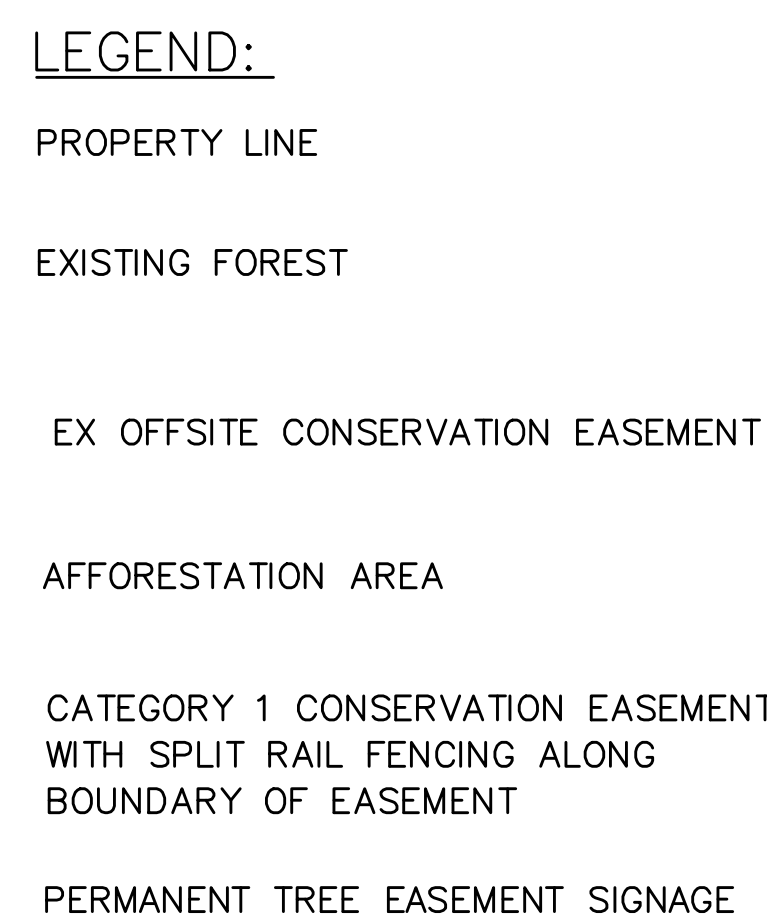 LEGEND:
PROPERTY LINE
EXISTING FOREST
EX OFFSITE CONSERVATION EASEMENT
AFFORESTATION AREA
CATEGORY 1 CONSERVATION EASEMENT
WITH SPLIT RAIL FENCING ALONG
BOUNDARY OF EASEMENT
PERMANENT TREE EASEMENT SIGNAGE